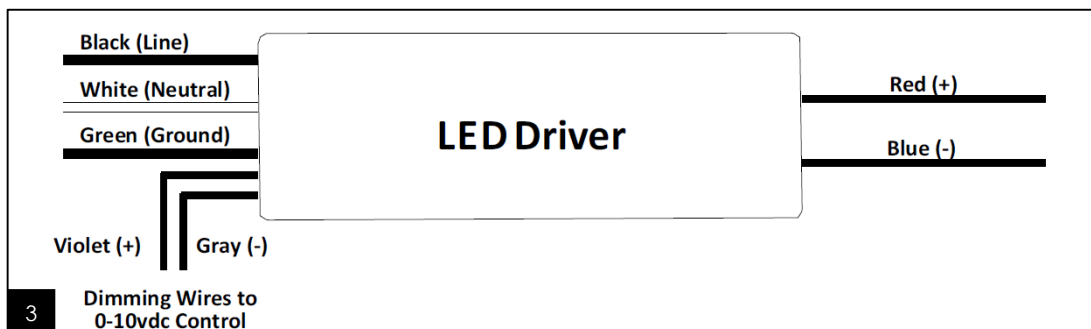 Black (Line)
White (Neutral)
Green (Ground)
LED Driver
Red (+)
Blue (-)
Violet (+)
Gray (-)
Dimming Wires to
0-10vdc Control
3